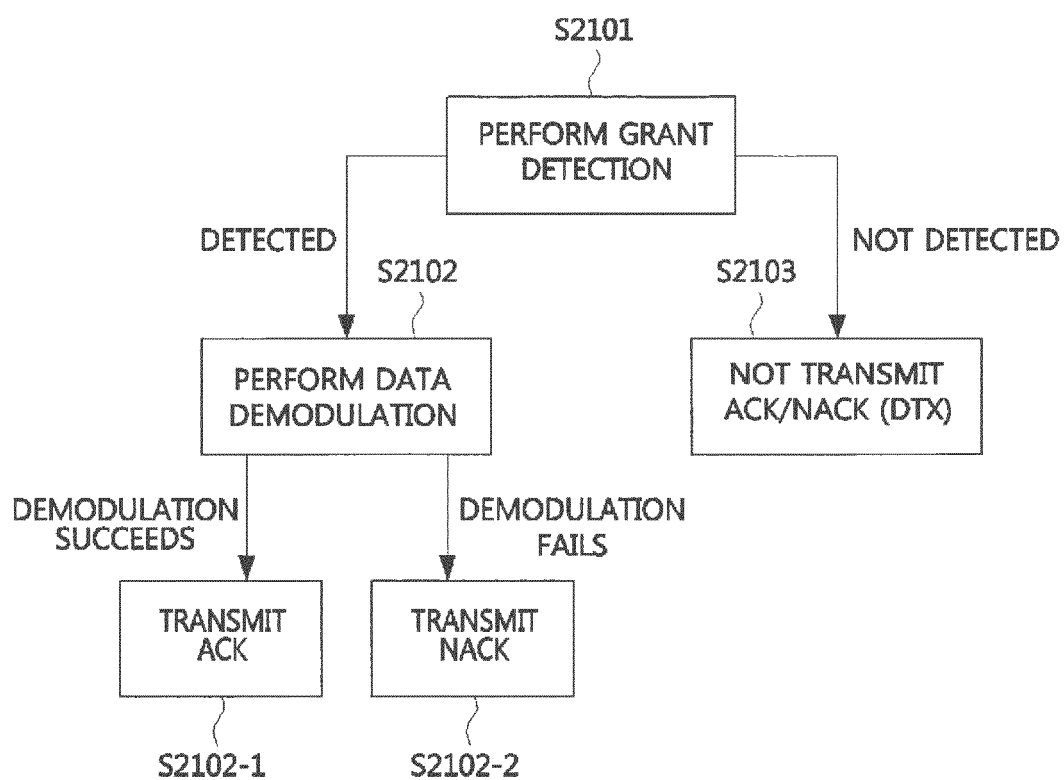 S2101
PERFORM GRANT
DETECTION
DETECTED
NOT DETECTED
S2102
S2103
PERFORM DATA
DEMODULATION
NOT TRANSMIT
ACK/NACK (DTX)
DEMODULATION
SUCCEEDS
DEMODULATION
FAILS
TRANSMIT
ACK
TRANSMIT
NACK
S2102-1
S2102-2